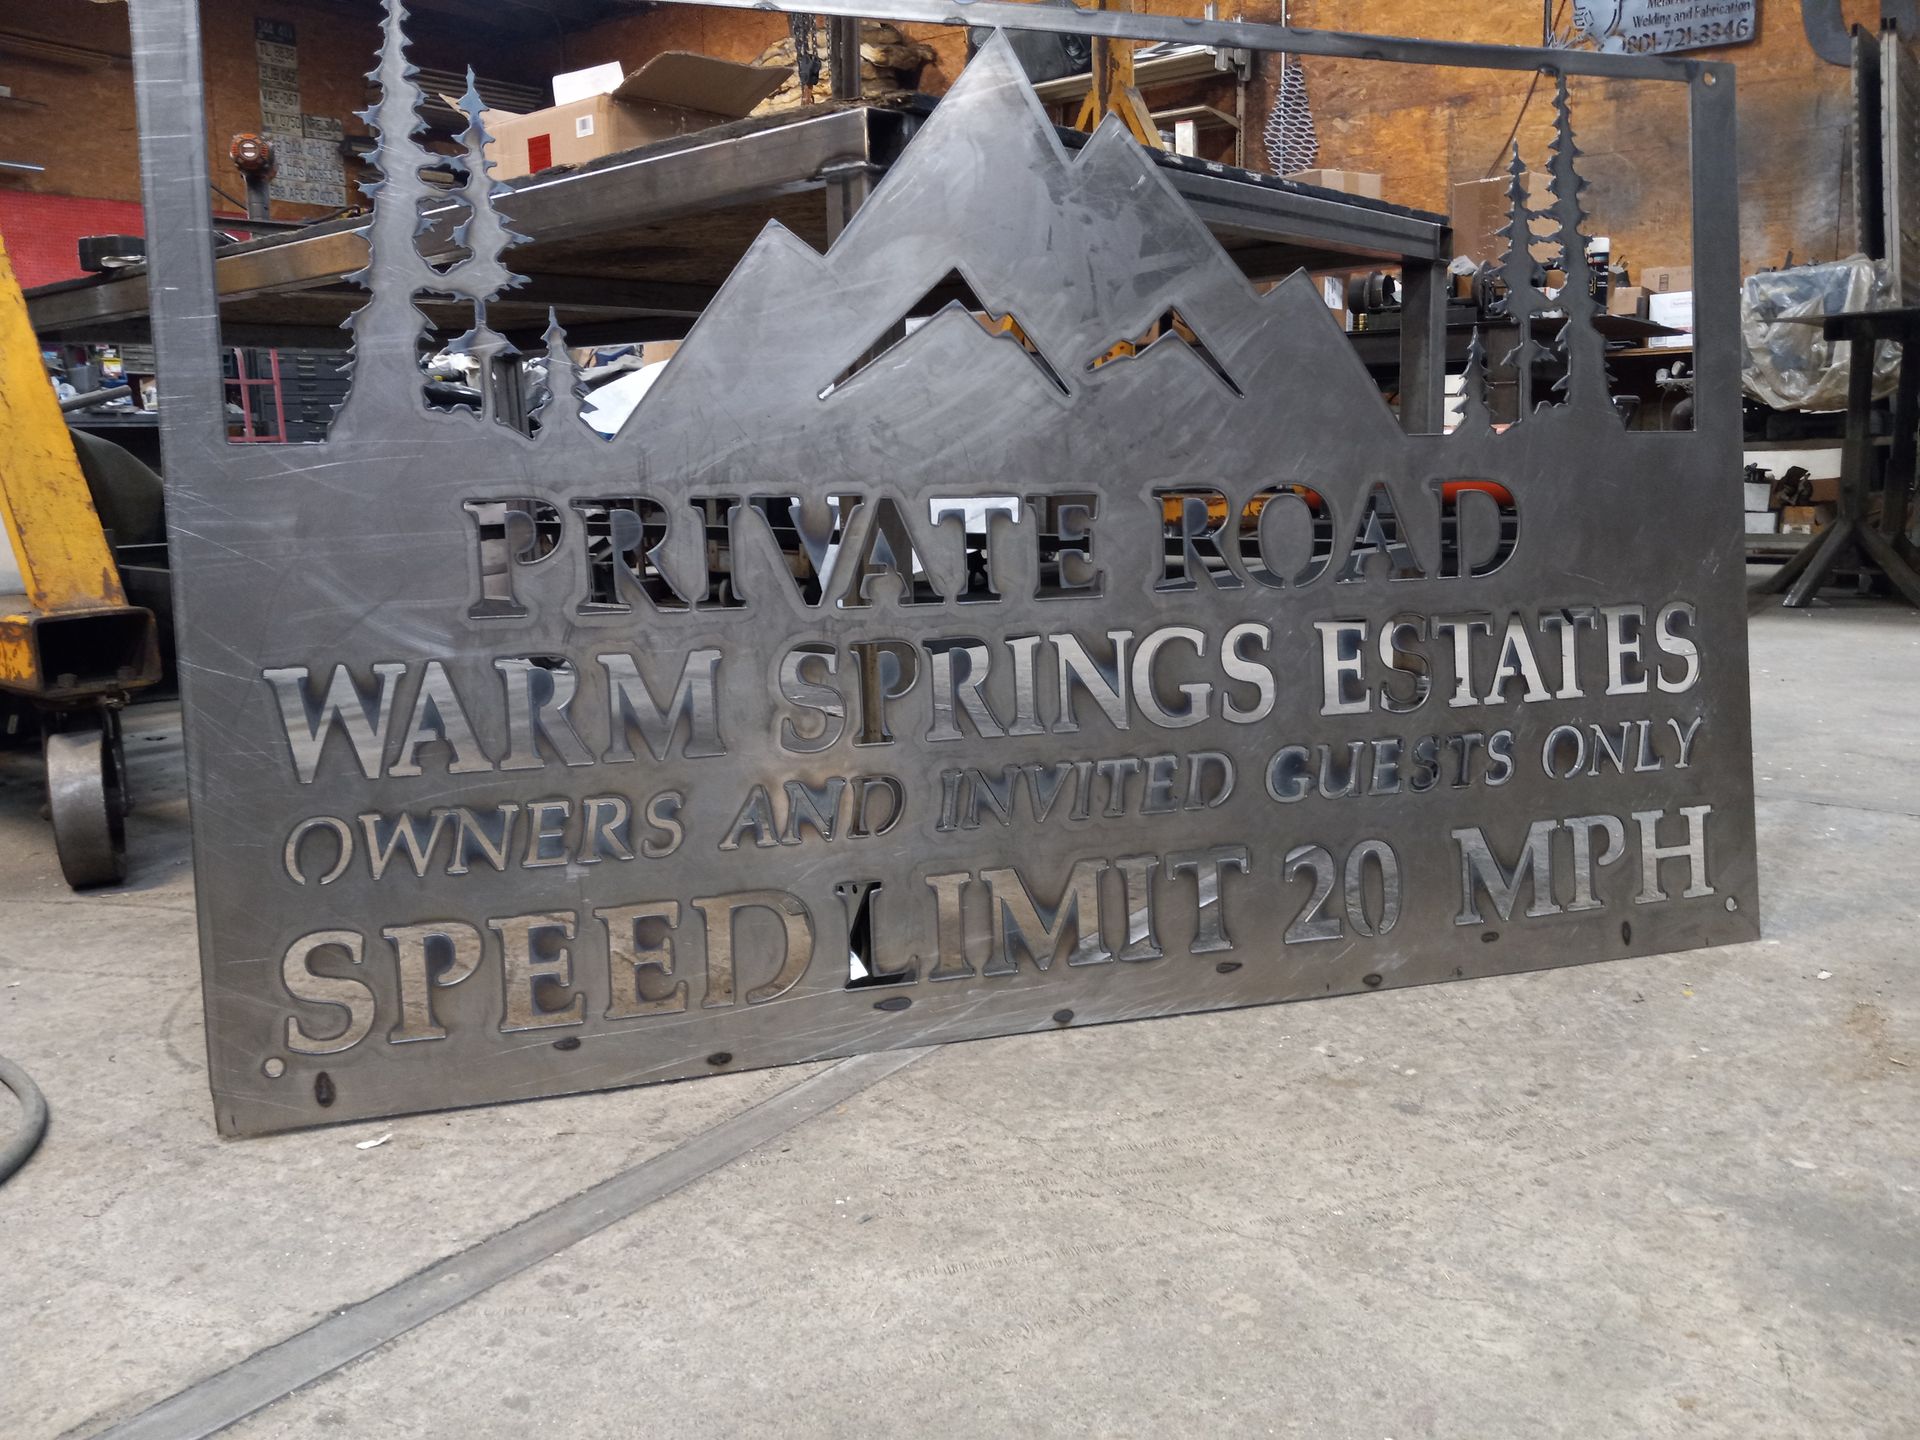 Welding and Fabrication
801-721-3346
PRIVATE ROAD
WARM SPRINGS ESTATES
OWNERS AND INVITED GUESTS ONLY
SPEED LIMIT 20 MPH